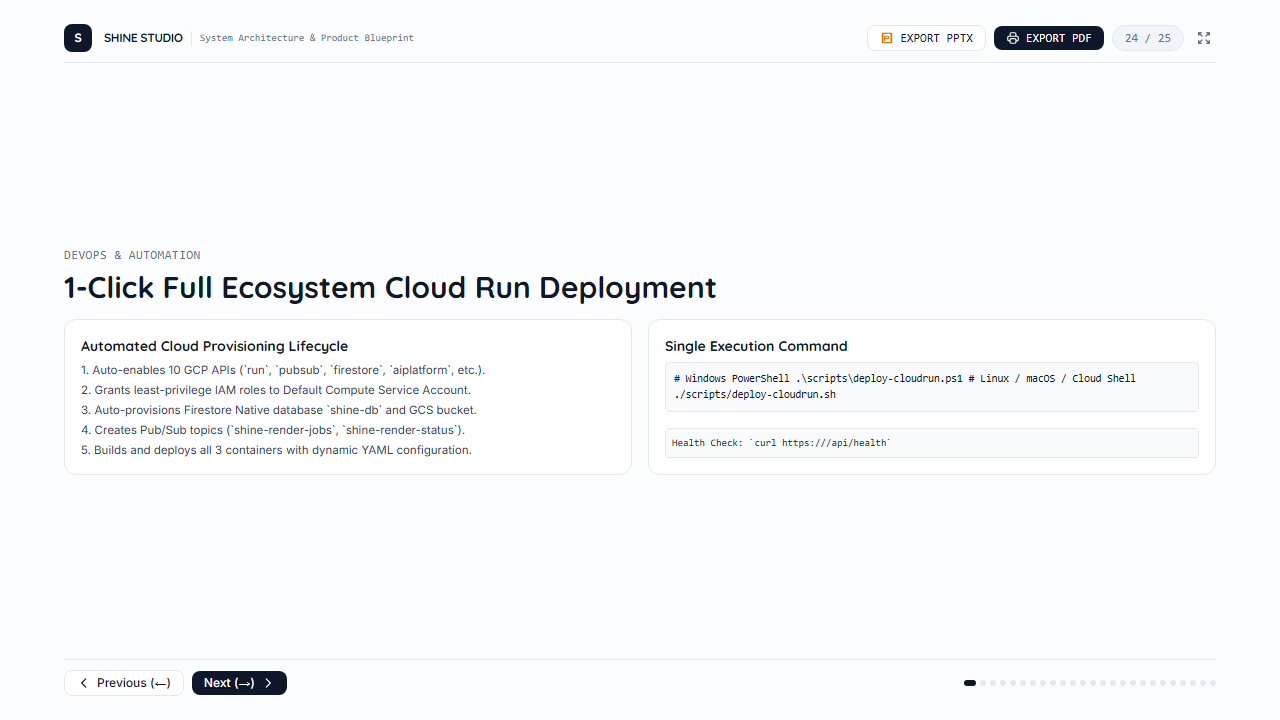 S
SHINE STUDIO
System Architecture & Product Blueprint
EXPORT PPTX
EXPORT PDF
24 / 25
DEVOPS & AUTOMATION
1-Click Full Ecosystem Cloud Run Deployment
Automated Cloud Provisioning Lifecycle
1. Auto-enables 10 GCP APIs (`run`, `pubsub`, `firestore`, `aiplatform`, etc.).
2. Grants least-privilege IAM roles to Default Compute Service Account.
3. Auto-provisions Firestore Native database `shine-db` and GCS bucket.
4. Creates Pub/Sub topics (`shine-render-jobs`, `shine-render-status`).
5. Builds and deploys all 3 containers with dynamic YAML configuration.
Single Execution Command
# Windows PowerShell .\scripts\deploy-cloudrun.ps1 # Linux / macOS / Cloud Shell
./scripts/deploy-cloudrun.sh
Health Check: `curl https:///api/health`
Previous (←)
Next (→)